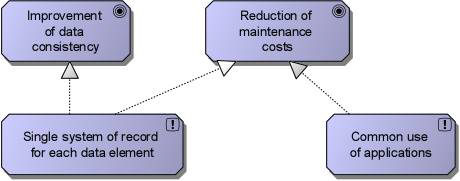 Improvement
of data
consistency
Reduction of
maintenance
costs
Single system of record
for each data element
Common use
of applications